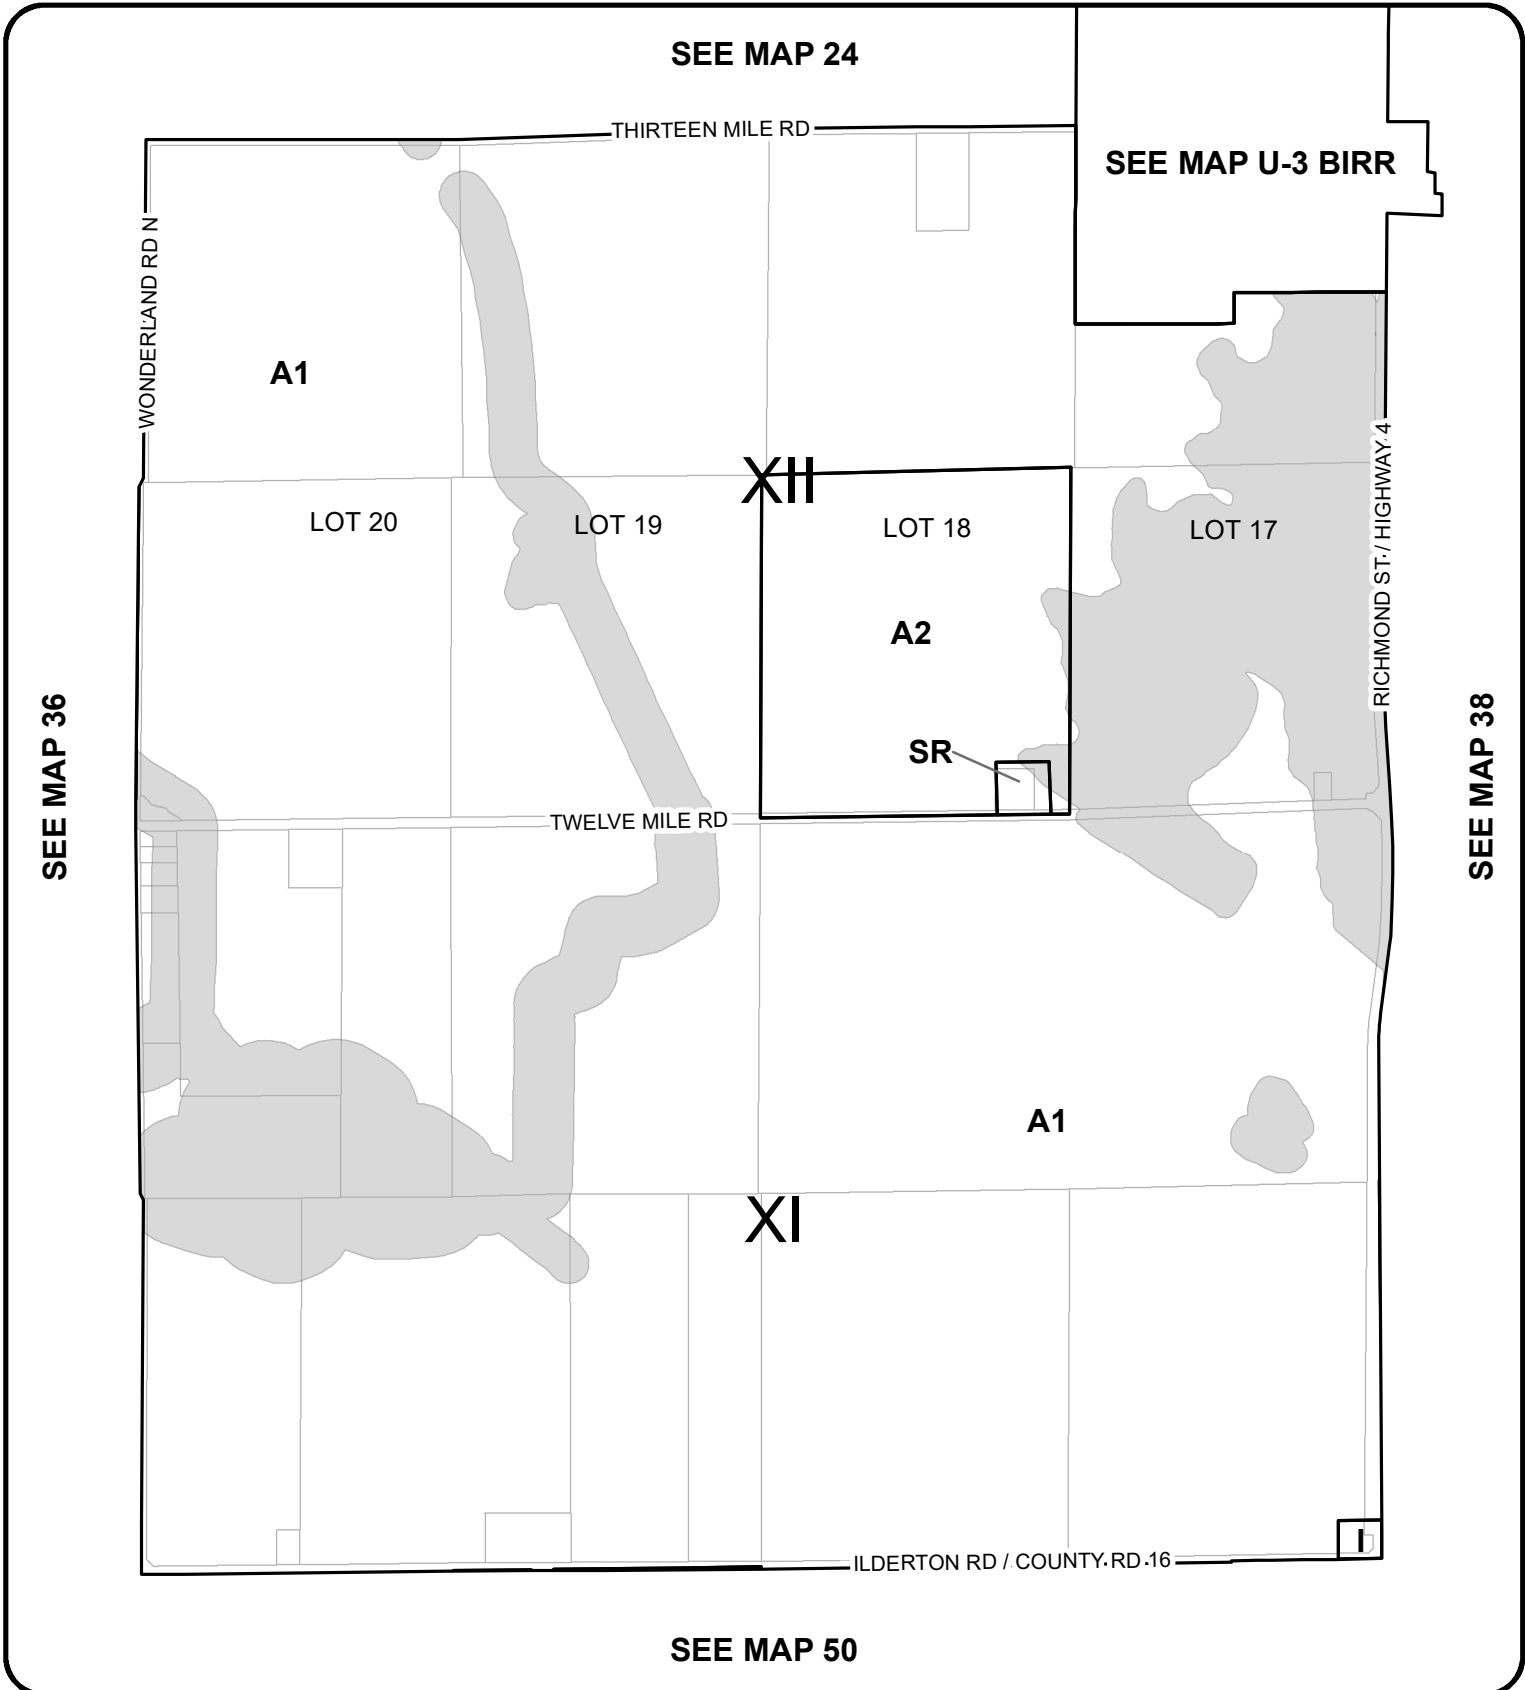 SEE MAP 24
THIRTEEN MILE RD
SEE MAP U-3 BIRR
WONDERLAND RD N
A1
XII
LOT 20
LOT 19
LOT 18
LOT 17
RICHMOND ST. / HIGHWAY 4
A2
SEE MAP 36
SR
SEE MAP 38
TWELVE MILE RD
A1
XI
I
ILDERTON RD / COUNTY RD 16
SEE MAP 50